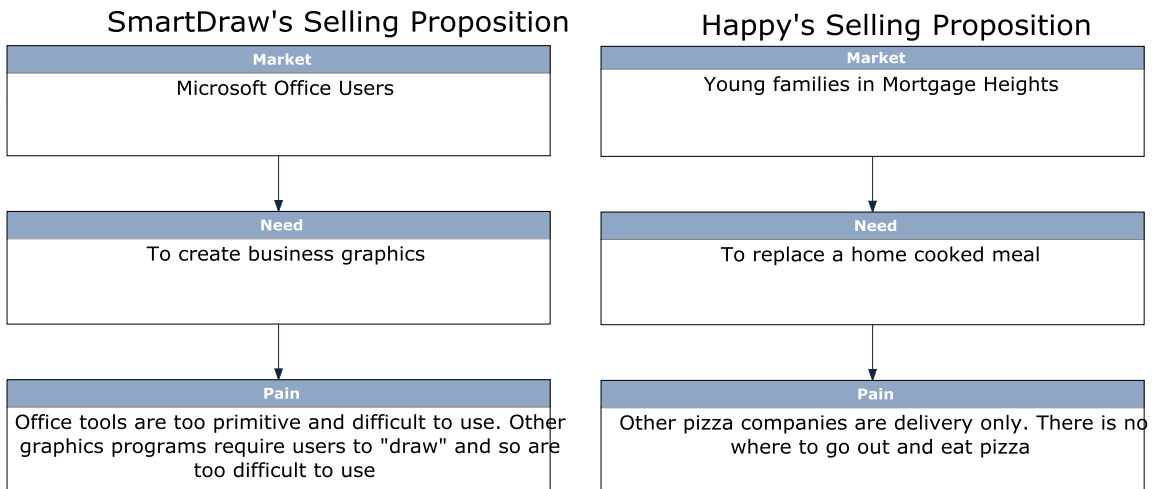 SmartDraw's Selling Proposition
Market
Microsoft Office Users
Need
To create business graphics
Pain
Office tools are too primitive and difficult to use. Other
graphics programs require users to "draw" and so are
too difficult to use
Happy's Selling Proposition
Market
Young families in Mortgage Heights
Need
To replace a home cooked meal
Pain
Other pizza companies are delivery only. There is no
where to go out and eat pizza